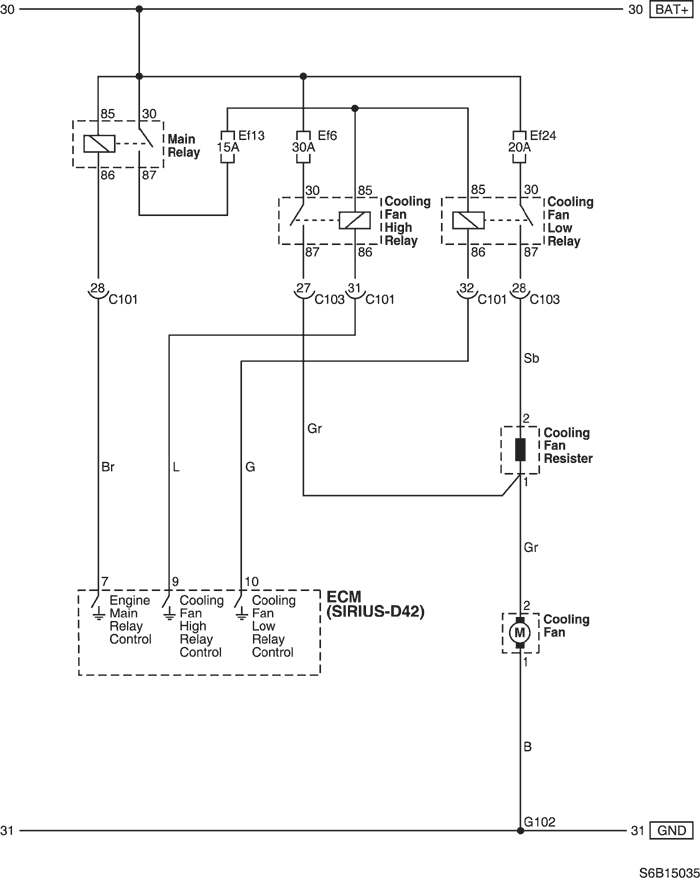 30 30 BAT+
85 30 Main Relay 86 87
Ef13 15A
Ef6 30A
Ef24 20A
30 85 Cooling Fan High Relay 87 86
85 30 Cooling Fan Low Relay 86 87
28 C101
27 C103
31 C101
32 C101
28 C103
Sb
2 Cooling Fan Resister 1
Gr
Br
L
G
Gr
7 9 10
ECM (SIRIUS-D42)
Engine Main Relay Control
Cooling Fan High Relay Control
Cooling Fan Low Relay Control
2 Cooling Fan M 1
B
G102
31 31 GND
S6B15035